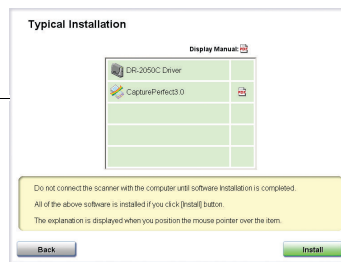 Typical Installation
Display Manual:
DR-2050C Driver
CapturePerfect3.0
Do not connect the scanner with the computer until software Installation is completed.
All of the above software is installed if you click [Install] button.
The explanation is displayed when you position the mouse pointer over the item.
Back
Install